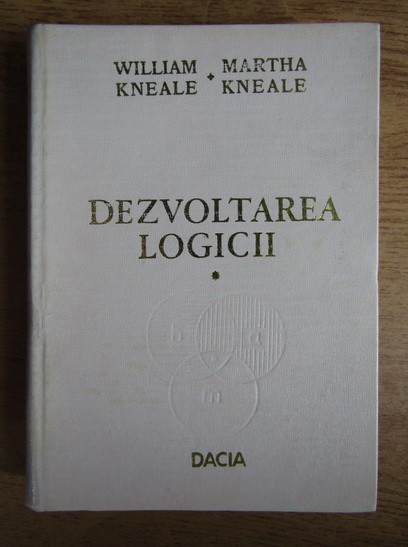 WILLIAM * MARTHA
KNEALE KNEALE
DEZVOLTAREA
LOGICII
*
b a
m
DACIA